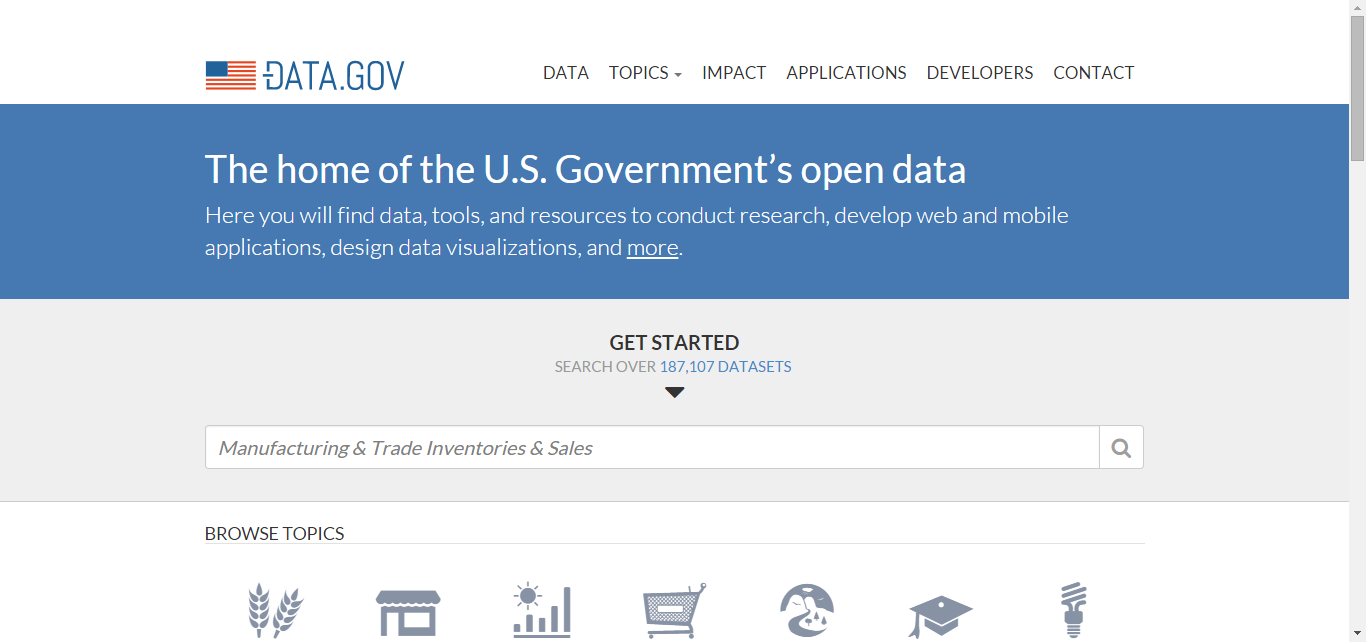 DATA.GOV
DATA TOPICS IMPACT APPLICATIONS DEVELOPERS CONTACT
The home of the U.S. Government’s open data
Here you will find data, tools, and resources to conduct research, develop web and mobile
applications, design data visualizations, and more.
GET STARTED
SEARCH OVER 187,107 DATASETS
Manufacturing & Trade Inventories & Sales
BROWSE TOPICS